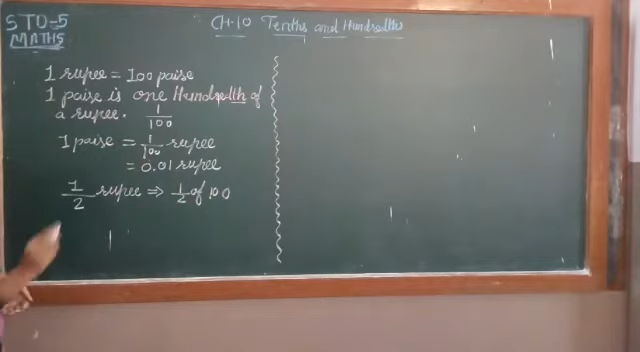 STD-5
MATHS
CH-10 Tenths and Hundredths
1 rupee = 100 paise
1 paise is one Hundredth of
a rupee. 1/100
1 paise = 1/100 rupee
= 0.01 rupee
1/2 rupee ⇒ 1/2 of 100